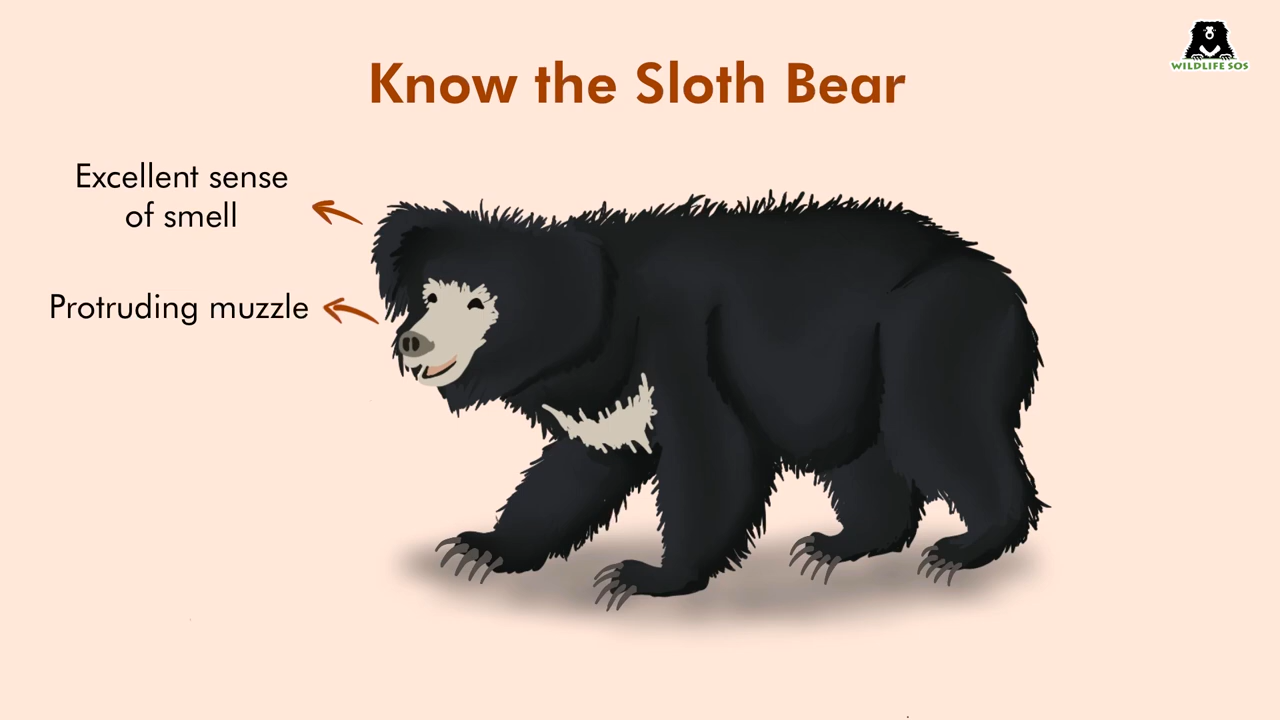 WILDLIFE SOS
Know the Sloth Bear
Excellent sense
of smell
Protruding muzzle